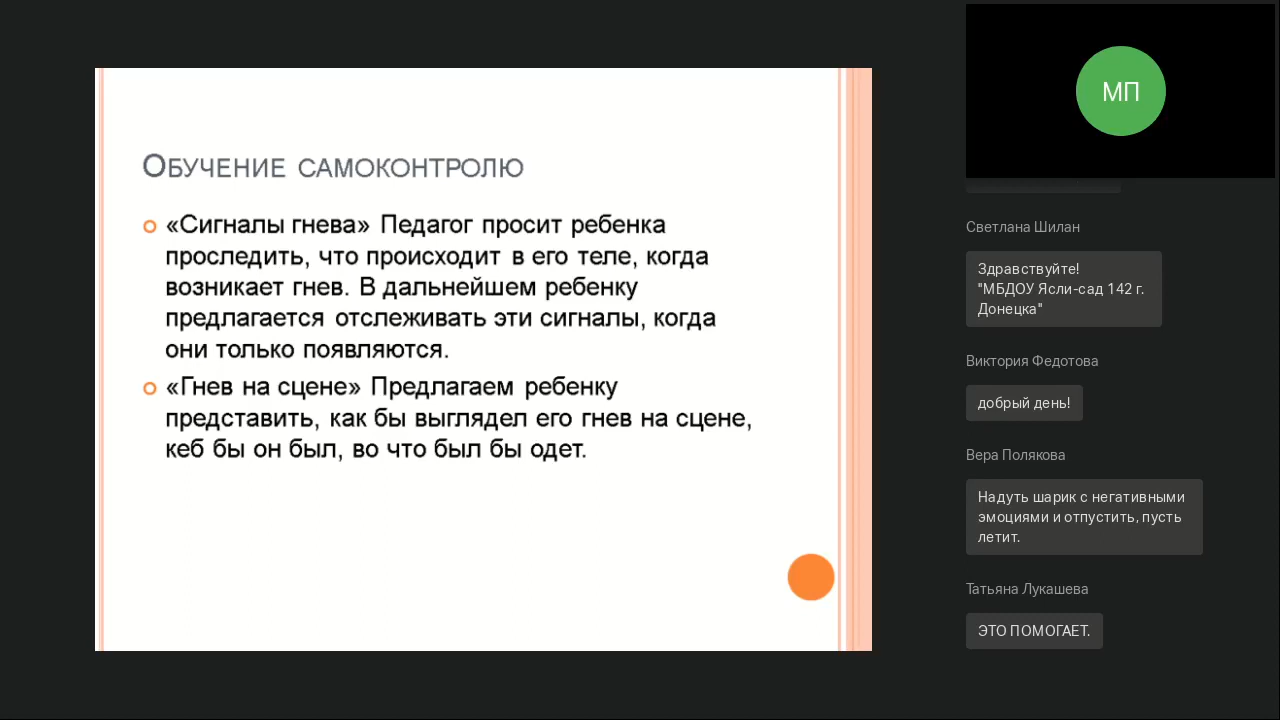 Обучение самоконтролю
«Сигналы гнева» Педагог просит ребенка
проследить, что происходит в его теле, когда
возникает гнев. В дальнейшем ребенку
предлагается отслеживать эти сигналы, когда
они только появляются.
«Гнев на сцене» Предлагаем ребенку
представить, как бы выглядел его гнев на сцене,
кеб бы он был, во что был бы одет.
МП
Светлана Шилан
Здравствуйте!
"МБДОУ Ясли-сад 142 г.
Донецка"
Виктория Федотова
добрый день!
Вера Полякова
Надуть шарик с негативными
эмоциями и отпустить, пусть
летит.
Татьяна Лукашева
ЭТО ПОМОГАЕТ.